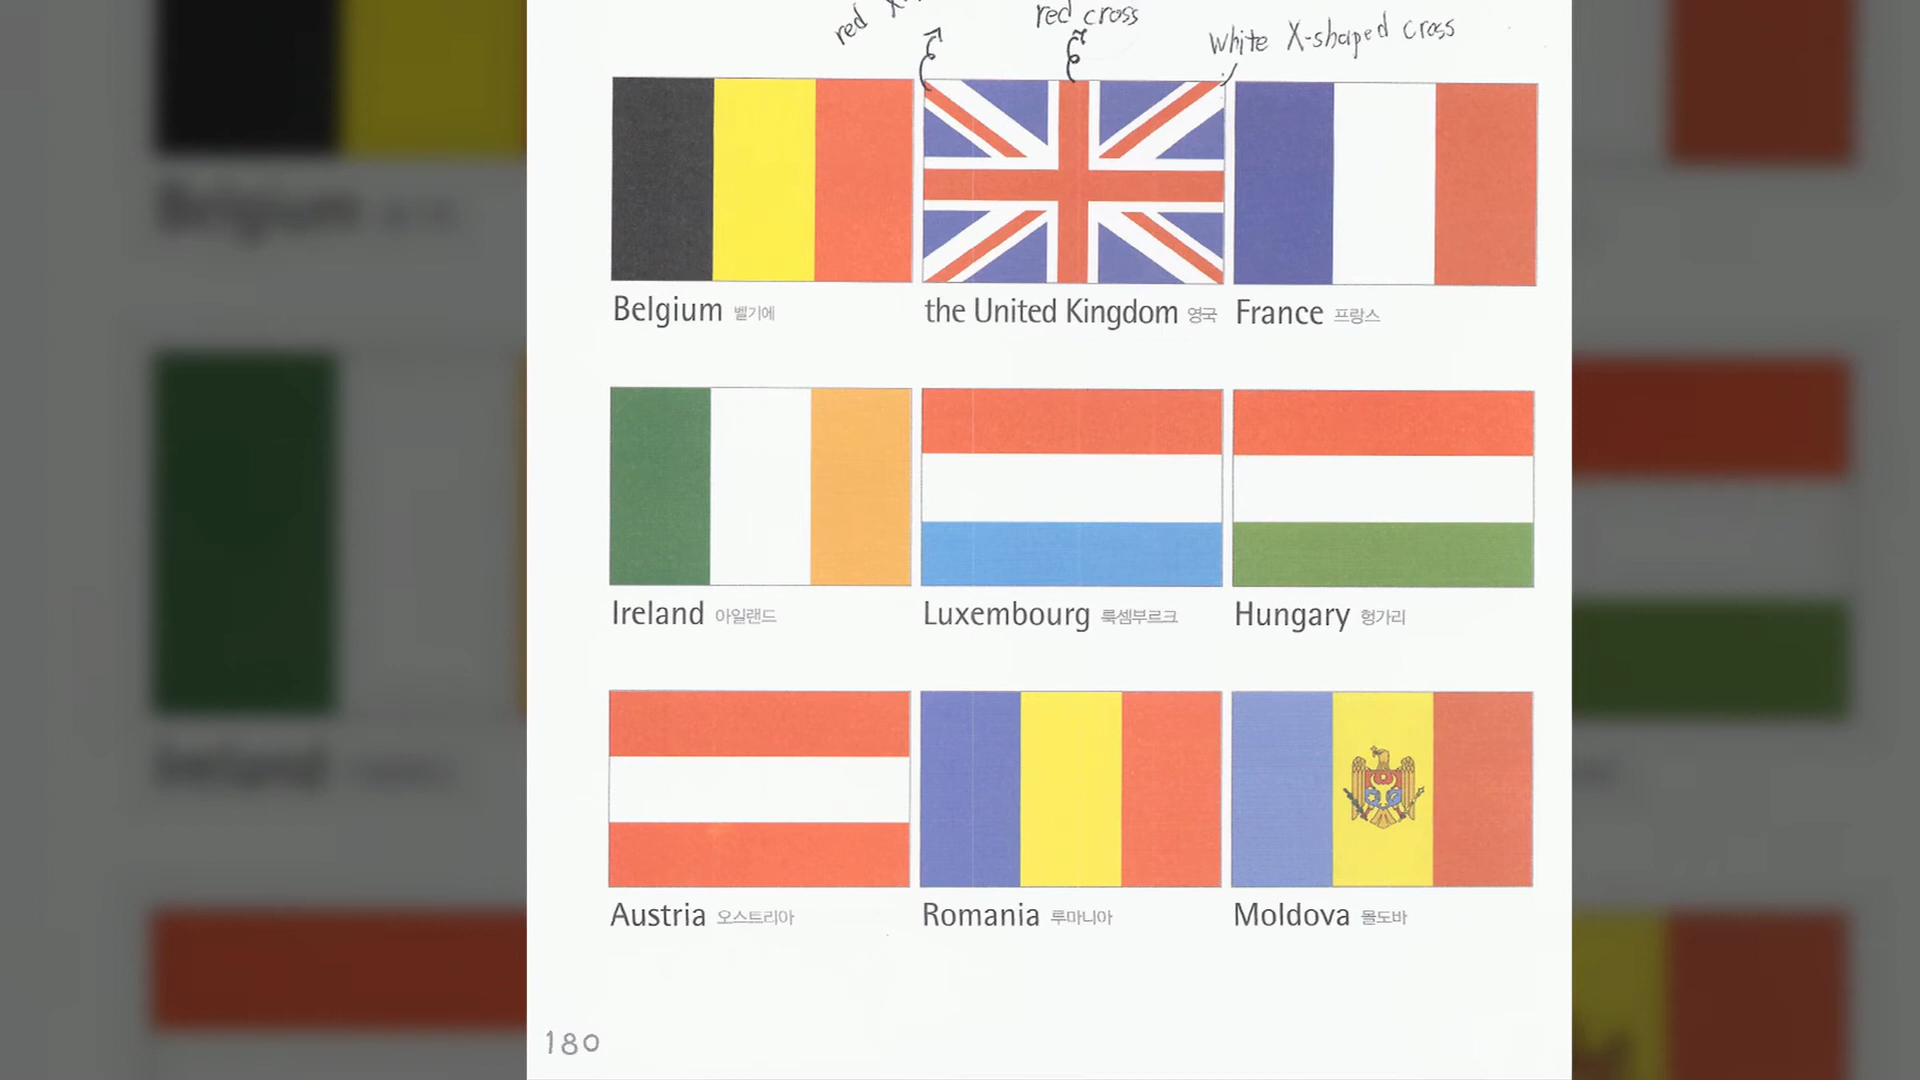 red
red cross
white X-shaped cross
Belgium 벨기에
the United Kingdom 영국
France 프랑스
Ireland 아일랜드
Luxembourg 룩셈부르크
Hungary 헝가리
Austria 오스트리아
Romania 루마니아
Moldova 몰도바
180